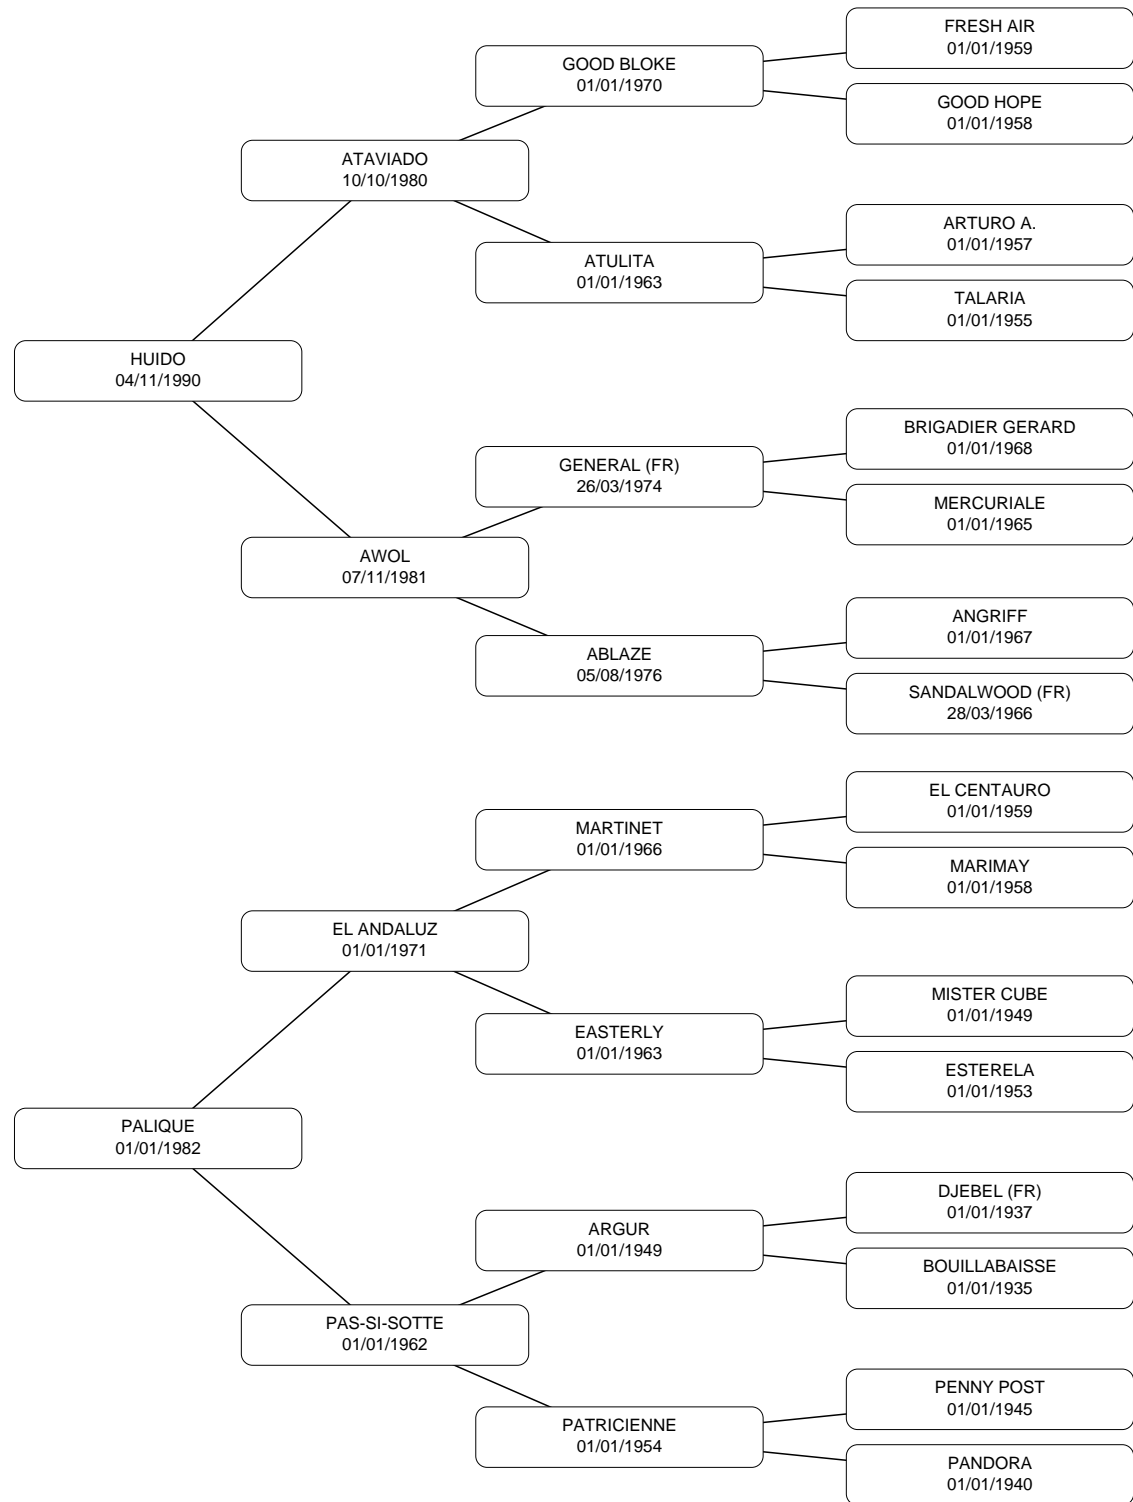 FRESH AIR
01/01/1959
GOOD BLOKE
01/01/1970
GOOD HOPE
01/01/1958
ATAVIADO
10/10/1980
ARTURO A.
01/01/1957
ATULITA
01/01/1963
TALARIA
01/01/1955
HUIDO
04/11/1990
BRIGADIER GERARD
01/01/1968
GENERAL (FR)
26/03/1974
MERCURIALE
01/01/1965
AWOL
07/11/1981
ANGRIFF
01/01/1967
ABLAZE
05/08/1976
SANDALWOOD (FR)
28/03/1966
EL CENTAURO
01/01/1959
MARTINET
01/01/1966
MARIMAY
01/01/1958
EL ANDALUZ
01/01/1971
MISTER CUBE
01/01/1949
EASTERLY
01/01/1963
ESTERELA
01/01/1953
PALIQUE
01/01/1982
DJEBEL (FR)
01/01/1937
ARGUR
01/01/1949
BOUILLABAISSE
01/01/1935
PAS-SI-SOTTE
01/01/1962
PENNY POST
01/01/1945
PATRICIENNE
01/01/1954
PANDORA
01/01/1940